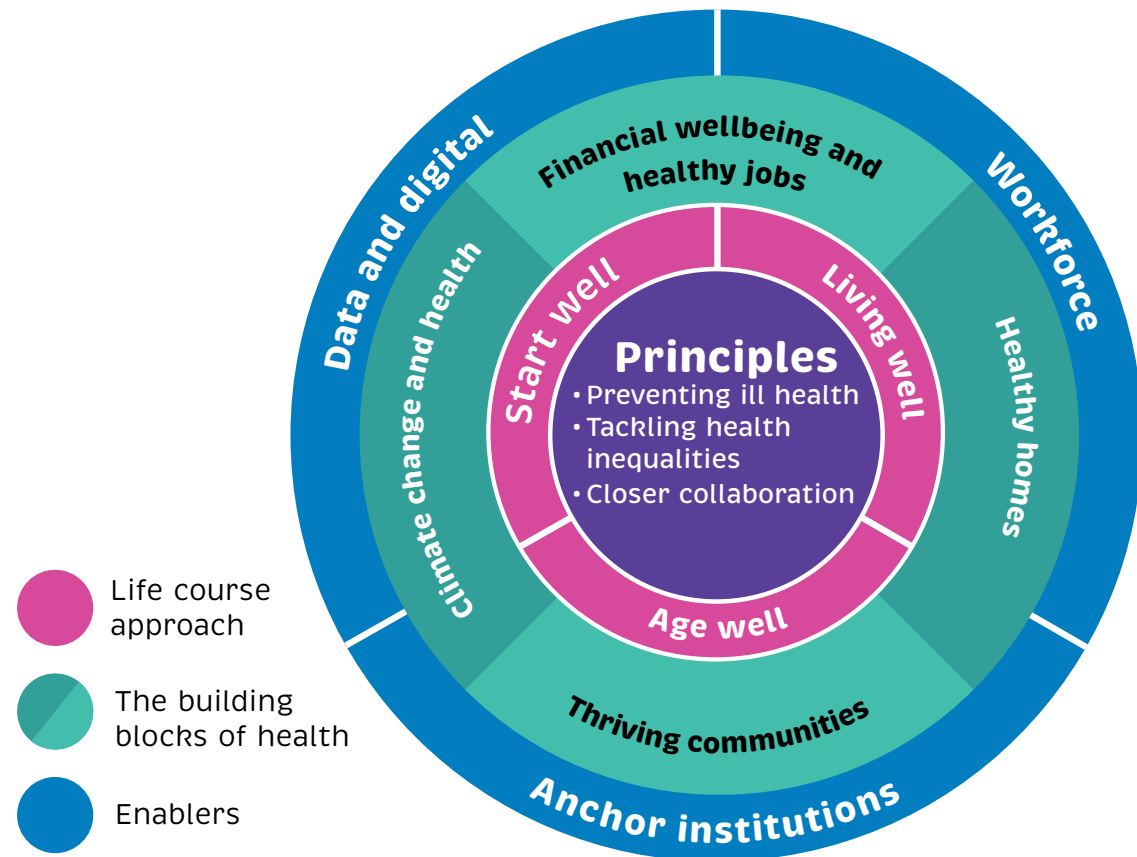 Data and digital
Workforce
Anchor institutions
Financial wellbeing and
healthy jobs
Healthy homes
Thriving communities
Climate change and health
Start well
Living well
Age well
Principles
• Preventing ill health
• Tackling health
inequalities
• Closer collaboration
Life course
approach
The building
blocks of health
Enablers